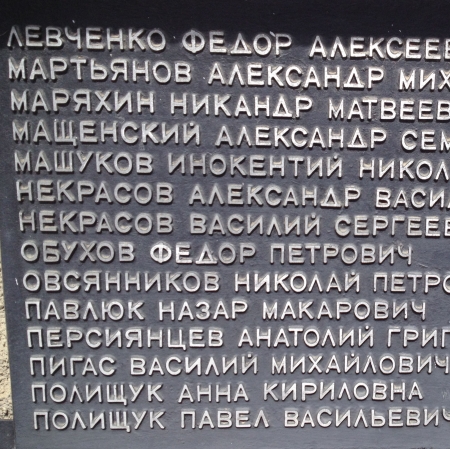 ЛЕВЧЕНКО ФЕДОР АЛЕКСЕЕВ
МАРТЬЯНОВ АЛЕКСАНДР МИХ
МАРЯХИН НИКАНДР МАТВЕЕВ
МАЩЕНСКИЙ АЛЕКСАНДР СЕМ
МАШУКОВ ИНОКЕНТИЙ НИКОЛ
НЕКРАСОВ АЛЕКСАНДР ВАСИЛ
НЕКРАСОВ ВАСИЛИЙ СЕРГЕЕВ
ОБУХОВ ФЕДОР ПЕТРОВИЧ
ОВСЯННИКОВ НИКОЛАЙ ПЕТРО
ПАВЛЮК НАЗАР МАКАРОВИЧ
ПЕРСИЯНЦЕВ АНАТОЛИЙ ГРИГ
ПИГАС ВАСИЛИЙ МИХАЙЛОВИЧ
ПОЛИЩУК АННА КИРИЛОВНА
ПОЛИЩУК ПАВЕЛ ВАСИЛЬЕВИЧ